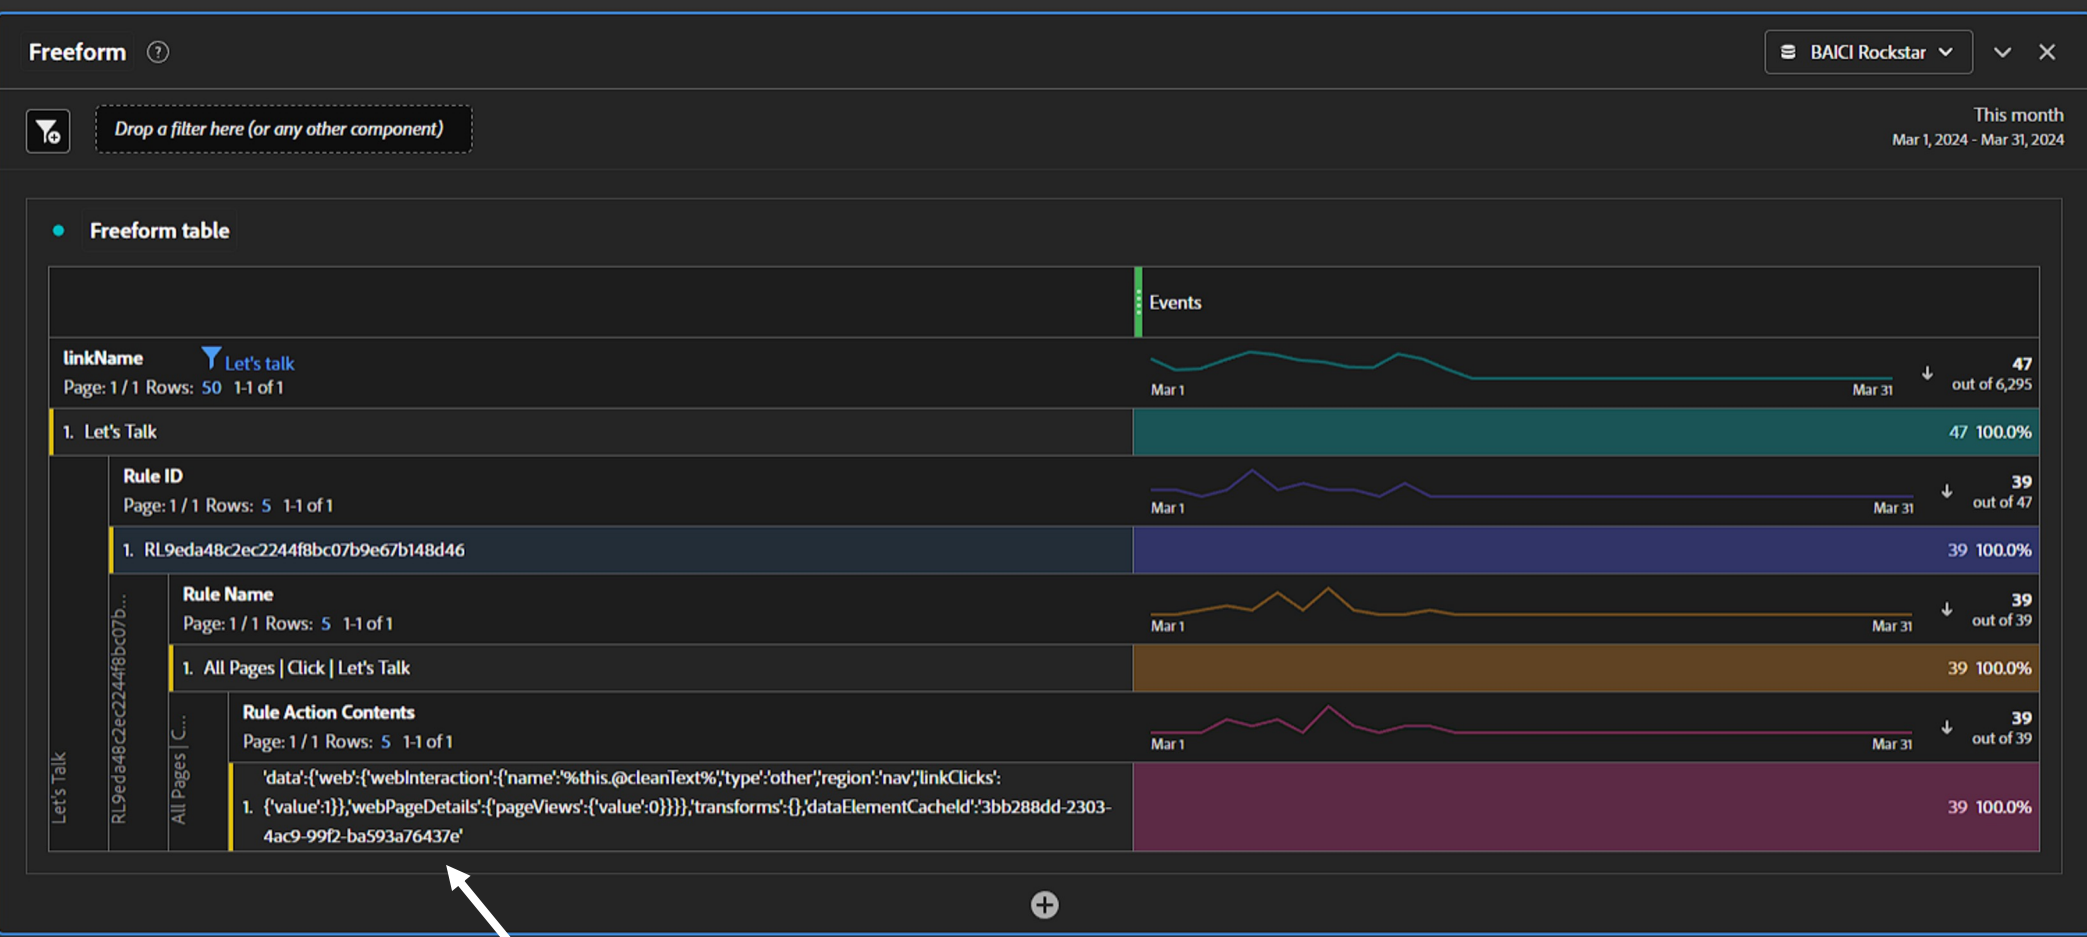 Freeform ?
BAICI Rockstar
Drop a filter here (or any other component)
This month
Mar 1, 2024 - Mar 31, 2024
Freeform table
Events
linkName Let's talk
Page: 1 / 1 Rows: 50 1-1 of 1
Mar 1 Mar 31
47
out of 6,295
1. Let's Talk 47 100.0%
Rule ID
Page: 1 / 1 Rows: 5 1-1 of 1
Mar 1 Mar 31
39
out of 47
1. RL9eda48c2ec2244f8bc07b9e67b148d46 39 100.0%
Rule Name
Page: 1 / 1 Rows: 5 1-1 of 1
Mar 1 Mar 31
39
out of 39
1. All Pages | Click | Let's Talk 39 100.0%
Rule Action Contents
Page: 1 / 1 Rows: 5 1-1 of 1
Mar 1 Mar 31
39
out of 39
'data':{'web':{'webInteraction':{'name':'%this.@cleanText%','type':'other','region':'nav','linkClicks':
1. {'value':1}},'webPageDetails':{'pageViews':{'value':0}}}},'transforms':{},'dataElementCacheId':'3bb288dd-2303-
4ac9-99f2-ba593a76437e'
39 100.0%
Let's Talk
RL9eda48c2ec2244f8bc07b...
All Pages | C...